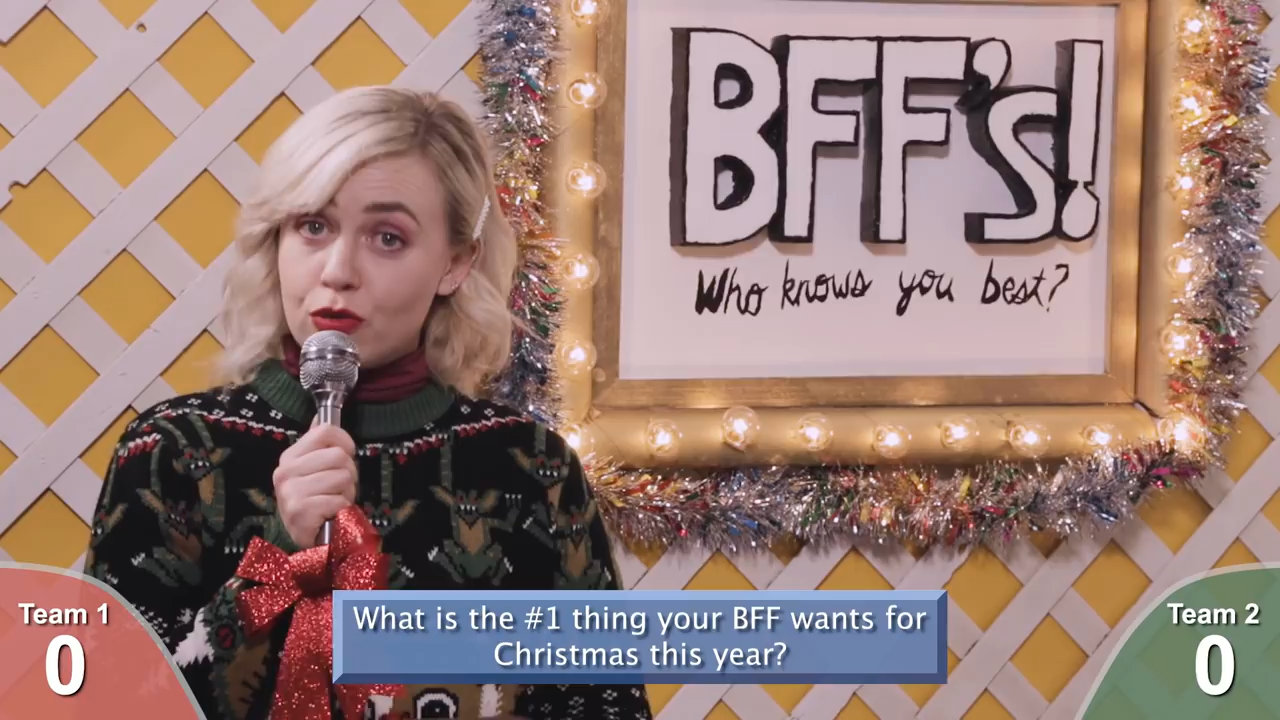 BFF's!
Who knows you best?
What is the #1 thing your BFF wants for
Christmas this year?
Team 1
0
Team 2
0